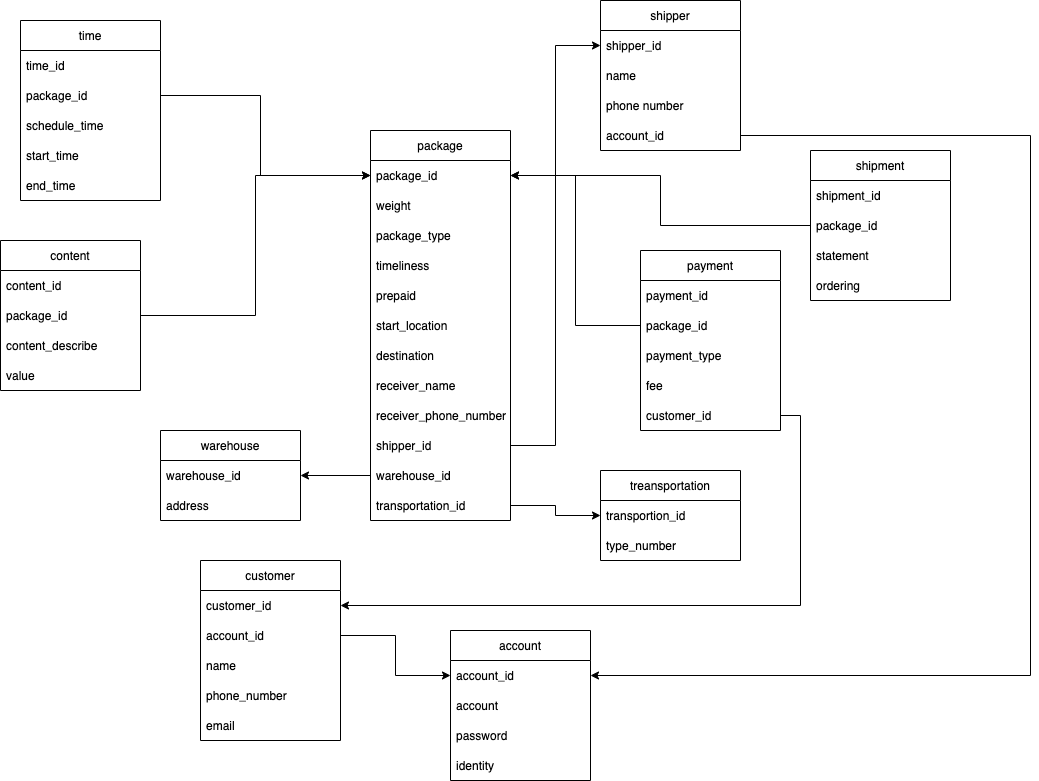 time
time_id
package_id
schedule_time
start_time
end_time
shipper
shipper_id
name
phone number
account_id
package
package_id
weight
package_type
timeliness
prepaid
start_location
destination
receiver_name
receiver_phone_number
shipper_id
warehouse_id
transportation_id
shipment
shipment_id
package_id
statement
ordering
content
content_id
package_id
content_describe
value
payment
payment_id
package_id
payment_type
fee
customer_id
warehouse
warehouse_id
address
treansportation
transportion_id
type_number
customer
customer_id
account_id
name
phone_number
email
account
account_id
account
password
identity